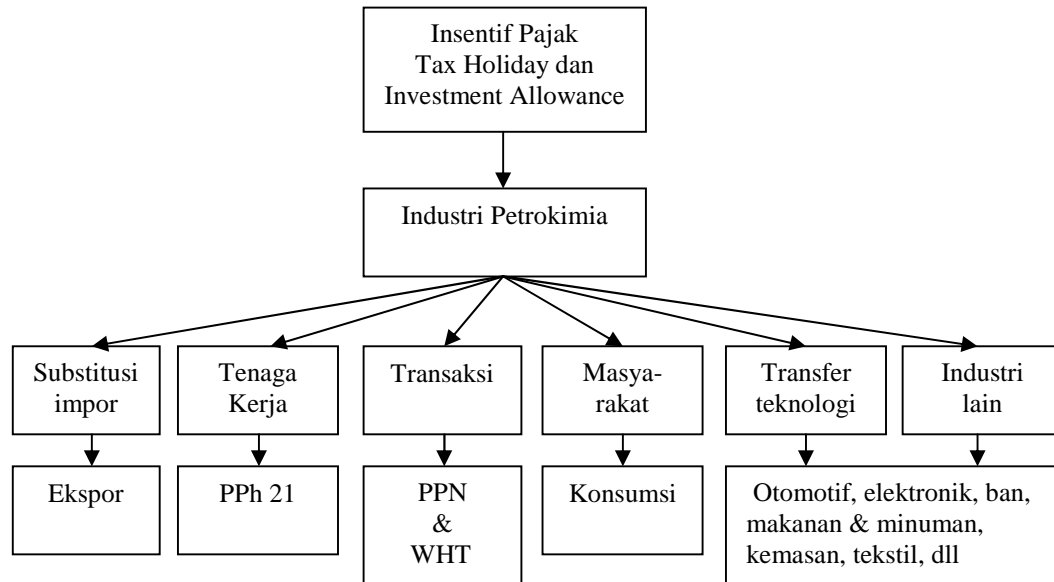 Insentif Pajak
Tax Holiday dan
Investment Allowance
Industri Petrokimia
Substitusi
impor
Tenaga
Kerja
Transaksi
Masya-
rakat
Transfer
teknologi
Industri
lain
Ekspor
PPh 21
PPN
&
WHT
Konsumsi
Otomotif, elektronik, ban,
makanan & minuman,
kemasan, tekstil, dll